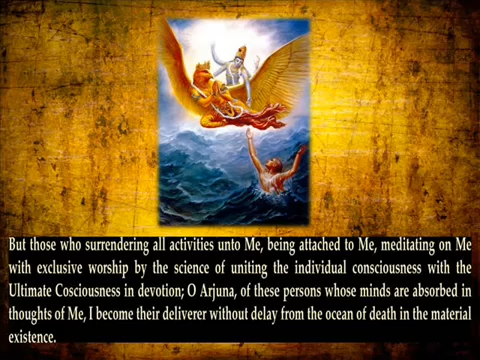 But those who surrendering all activities unto Me, being attached to Me, meditating on Me
with exclusive worship by the science of uniting the individual consciousness with the
Ultimate Cosciousness in devotion; O Arjuna, of these persons whose minds are absorbed in
thoughts of Me, I become their deliverer without delay from the ocean of death in the material
existence.